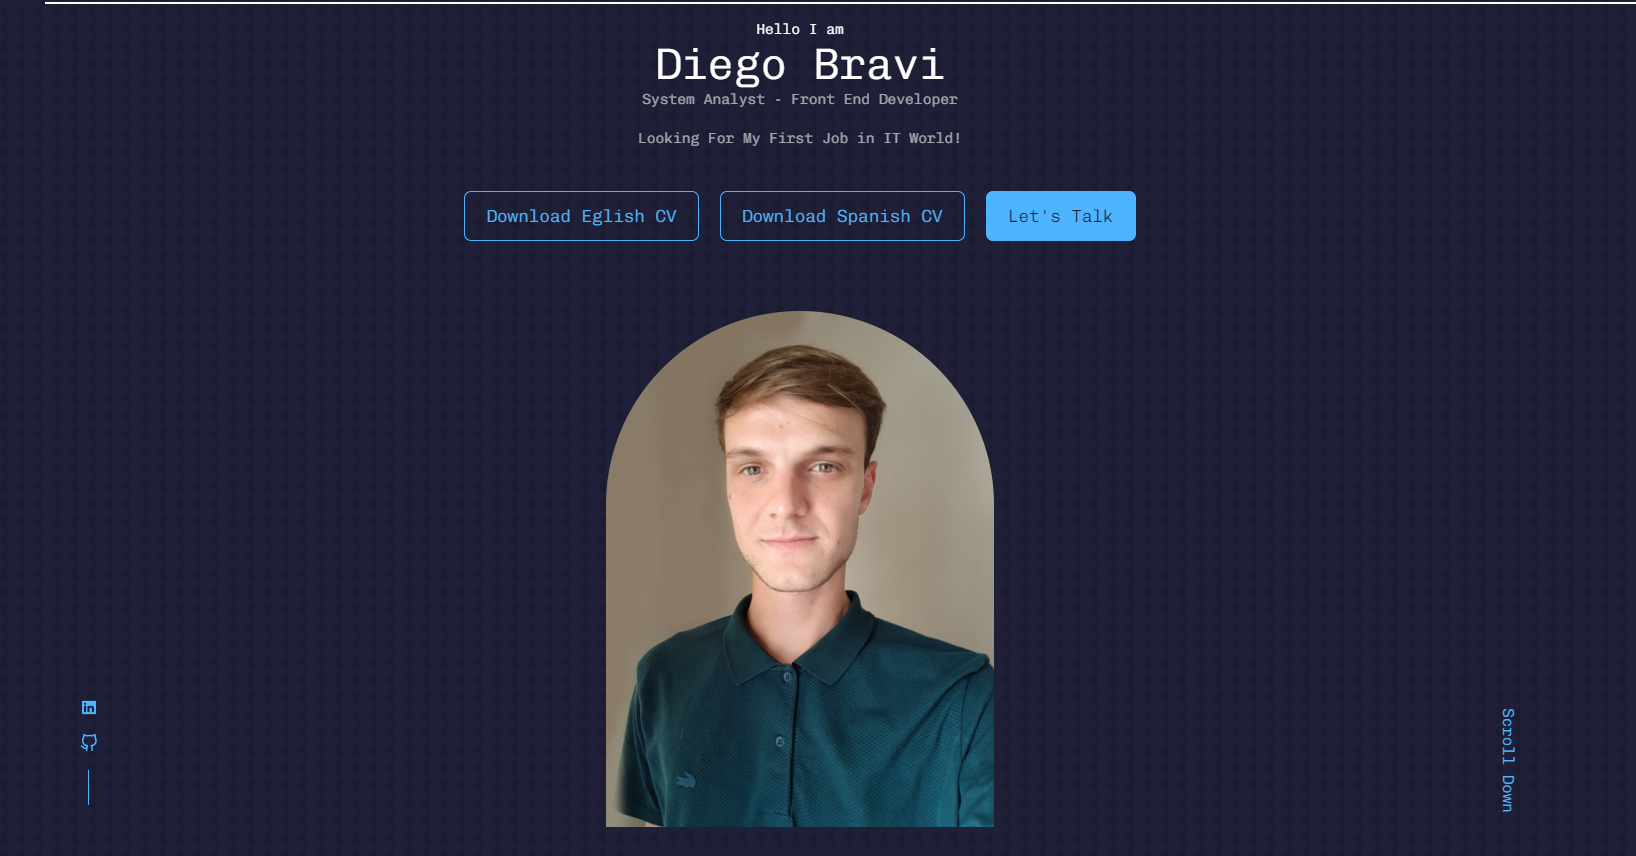 Hello I am
Diego Bravi
System Analyst - Front End Developer
Looking For My First Job in IT World!
Download Eglish CV
Download Spanish CV
Let's Talk
in
Scroll Down